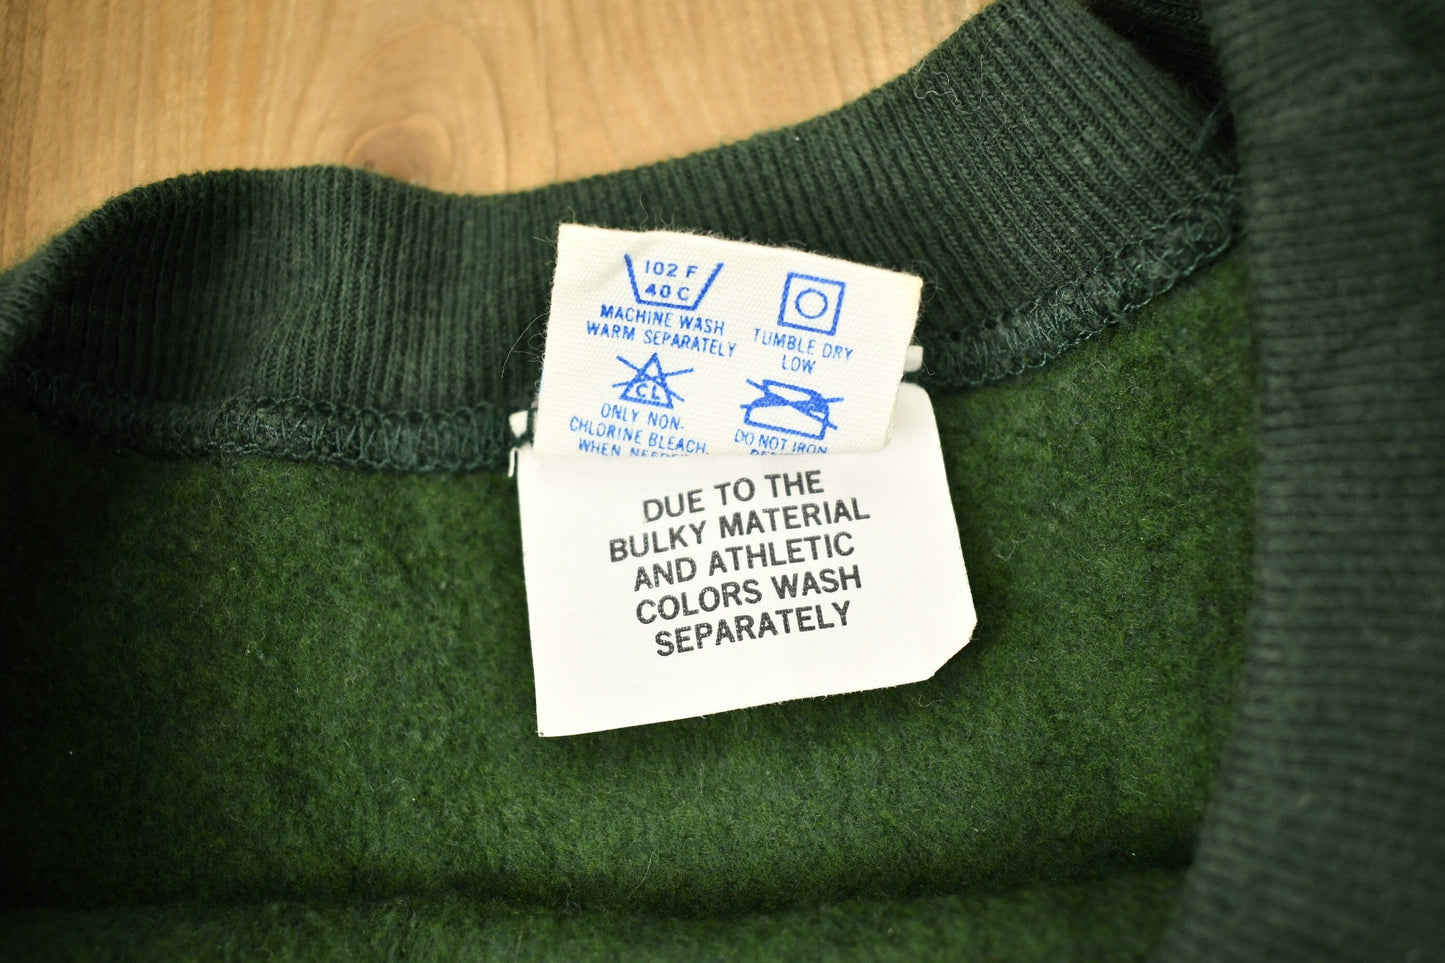 102 F
40 C
MACHINE WASH
WARM SEPARATELY
TUMBLE DRY
LOW
CL
ONLY NON-
CHLORINE BLEACH,
WHEN
DO NOT IRON
DUE TO THE
BULKY MATERIAL
AND ATHLETIC
COLORS WASH
SEPARATELY